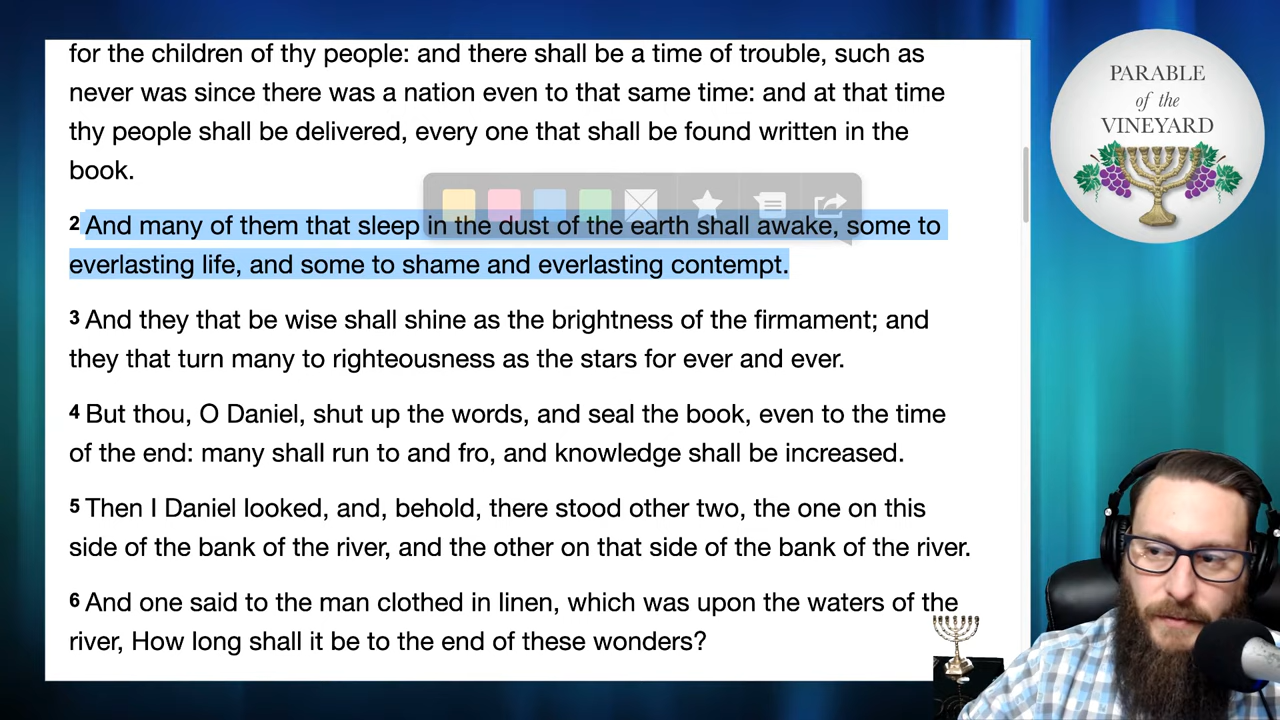 for the children of thy people: and there shall be a time of trouble, such as
never was since there was a nation even to that same time: and at that time
thy people shall be delivered, every one that shall be found written in the
book.
2 And many of them that sleep in the dust of the earth shall awake, some to
everlasting life, and some to shame and everlasting contempt.
3 And they that be wise shall shine as the brightness of the firmament; and
they that turn many to righteousness as the stars for ever and ever.
4 But thou, O Daniel, shut up the words, and seal the book, even to the time
of the end: many shall run to and fro, and knowledge shall be increased.
5 Then I Daniel looked, and, behold, there stood other two, the one on this
side of the bank of the river, and the other on that side of the bank of the river.
6 And one said to the man clothed in linen, which was upon the waters of the
river, How long shall it be to the end of these wonders?
PARABLE
of the
VINEYARD